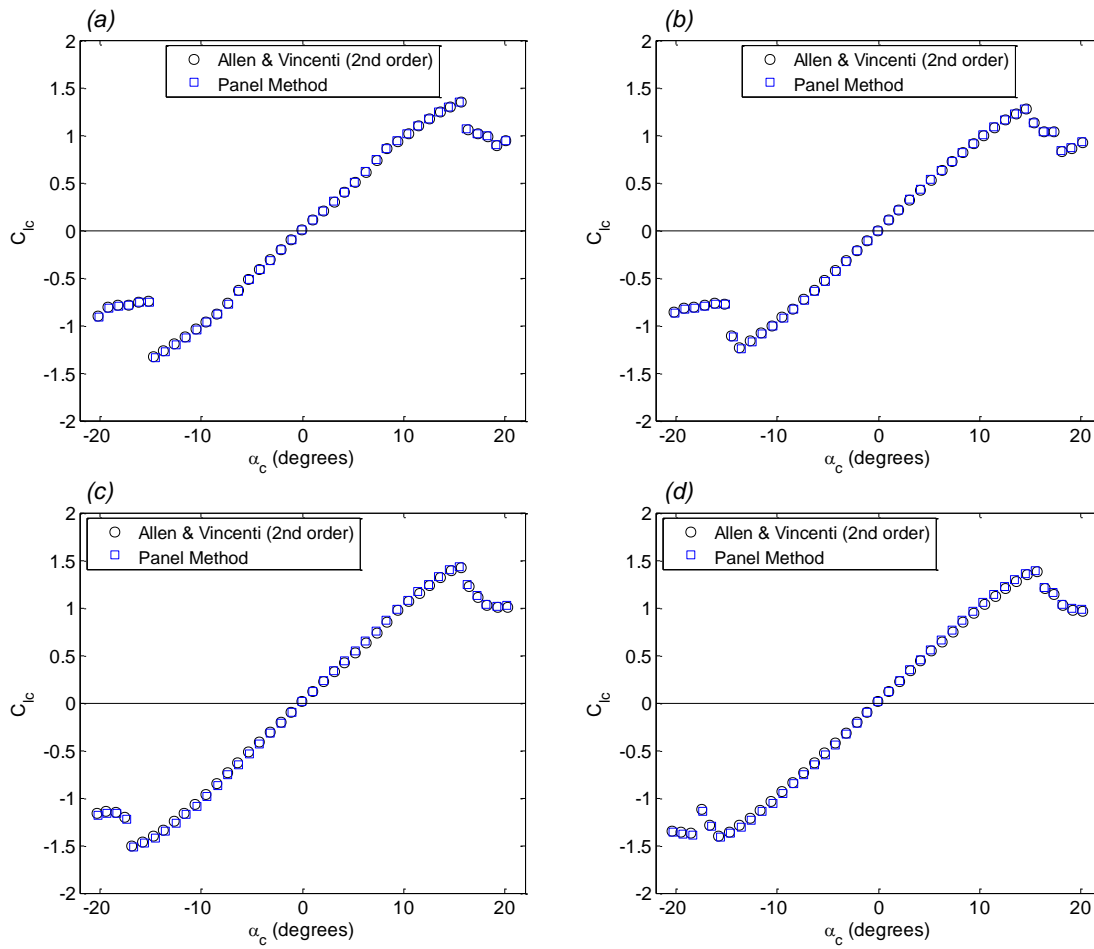 (a)
Allen & Vincenti (2nd order)
Panel Method
2
1.5
1
0.5
0
-0.5
-1
-1.5
-2
C_lc
-20 -10 0 10 20
α_c (degrees)
(b)
Allen & Vincenti (2nd order)
Panel Method
2
1.5
1
0.5
0
-0.5
-1
-1.5
-2
C_lc
-20 -10 0 10 20
α_c (degrees)
(c)
Allen & Vincenti (2nd order)
Panel Method
2
1.5
1
0.5
0
-0.5
-1
-1.5
-2
C_lc
-20 -10 0 10 20
α_c (degrees)
(d)
Allen & Vincenti (2nd order)
Panel Method
2
1.5
1
0.5
0
-0.5
-1
-1.5
-2
C_lc
-20 -10 0 10 20
α_c (degrees)